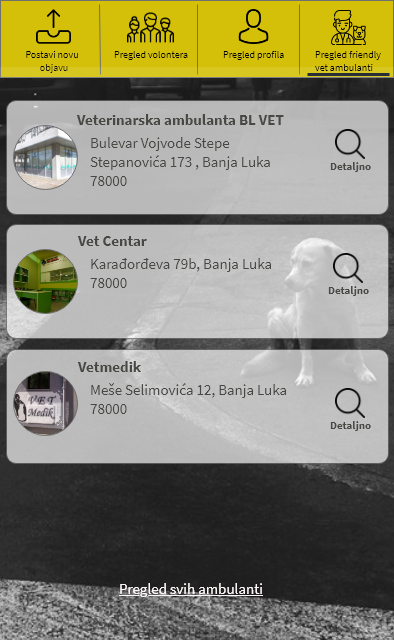 Postavi novu
objavu
Pregled volontera
Pregled profila
Pregled friendly
vet ambulanti
Veterinarska ambulanta BL VET
Bulevar Vojvode Stepe
Stepanovića 173 , Banja Luka
78000
Detaljno
Vet Centar
Karađorđeva 79b, Banja Luka
78000
Detaljno
Vetmedik
Meše Selimovića 12, Banja Luka
78000
VET
Medik
Detaljno
Pregled svih ambulanti